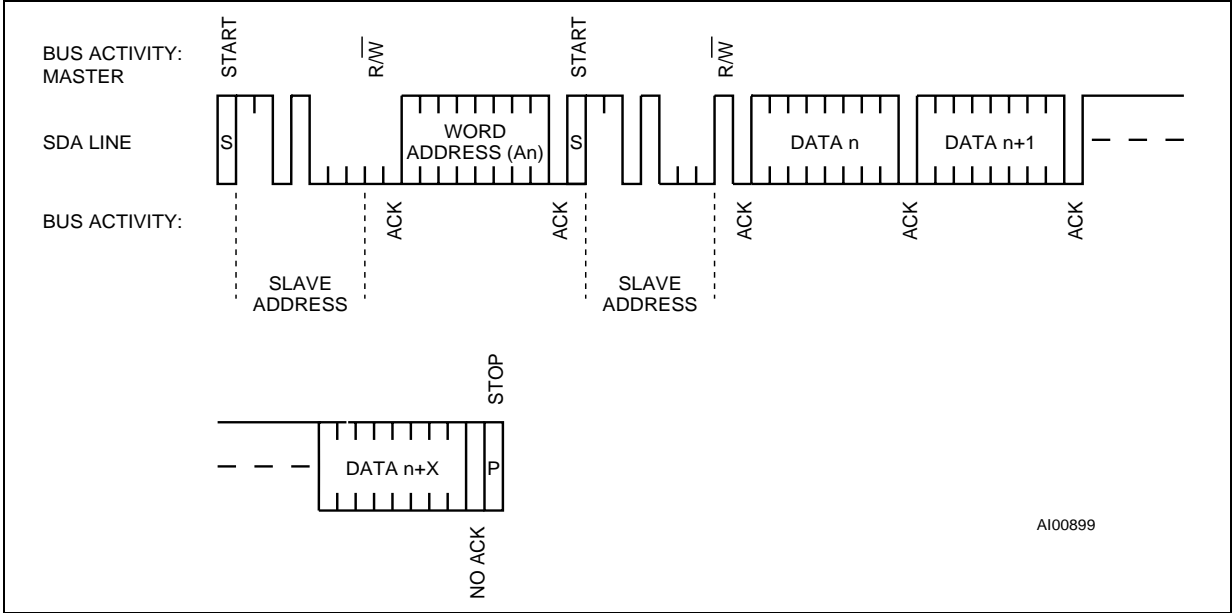 START
R/W
START
R/W
BUS ACTIVITY:
MASTER
SDA LINE
S
WORD
ADDRESS (An)
S
DATA n
DATA n+1
BUS ACTIVITY:
ACK
ACK
ACK
ACK
ACK
SLAVE
ADDRESS
SLAVE
ADDRESS
STOP
DATA n+X
P
NO ACK
AI00899